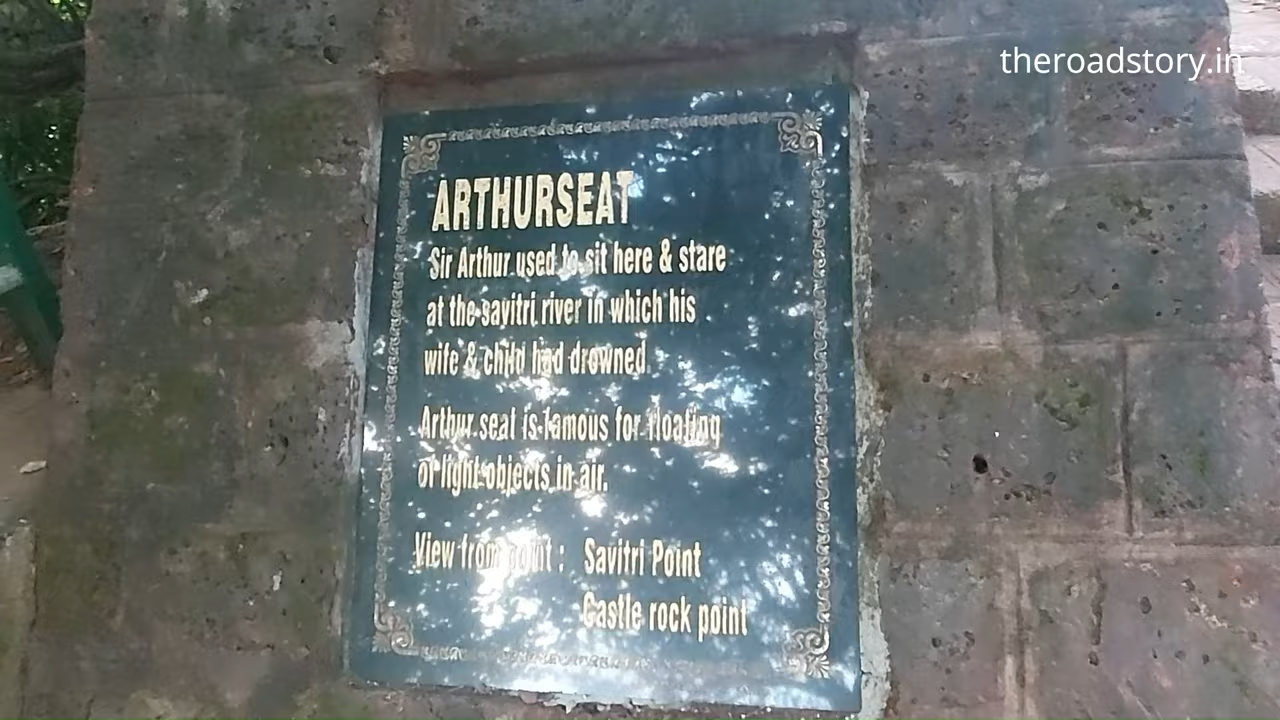 theroadstory.in
ARTHURSEAT
Sir Arthur used to sit here & stare
at the savitri river in which his
wife & child had drowned
Arthur seat is famous for floating
of light objects in air.
View from point : Savitri Point
Castle rock point